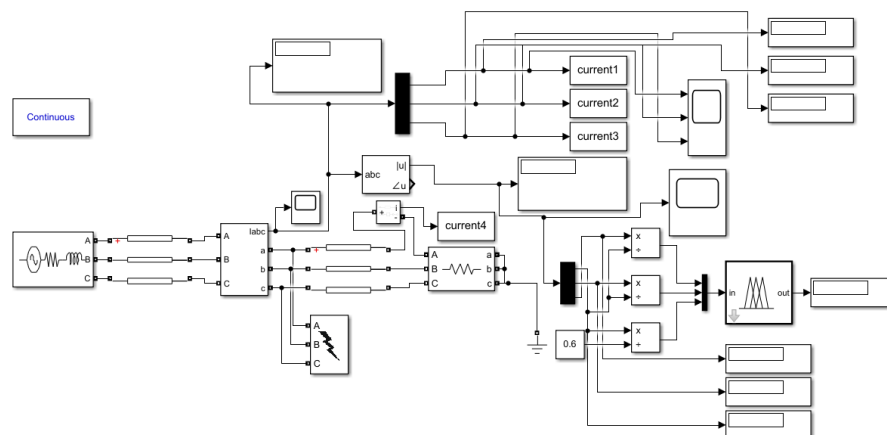 current1
current2
current3
Continuous
abc
|u|
∠u
+
i
-
current4
A
B
C
A
B
C
Iabc
a
b
c
+
+
A
B
C
a
b
c
A
B
C
x
÷
x
÷
x
÷
0.6
in
out